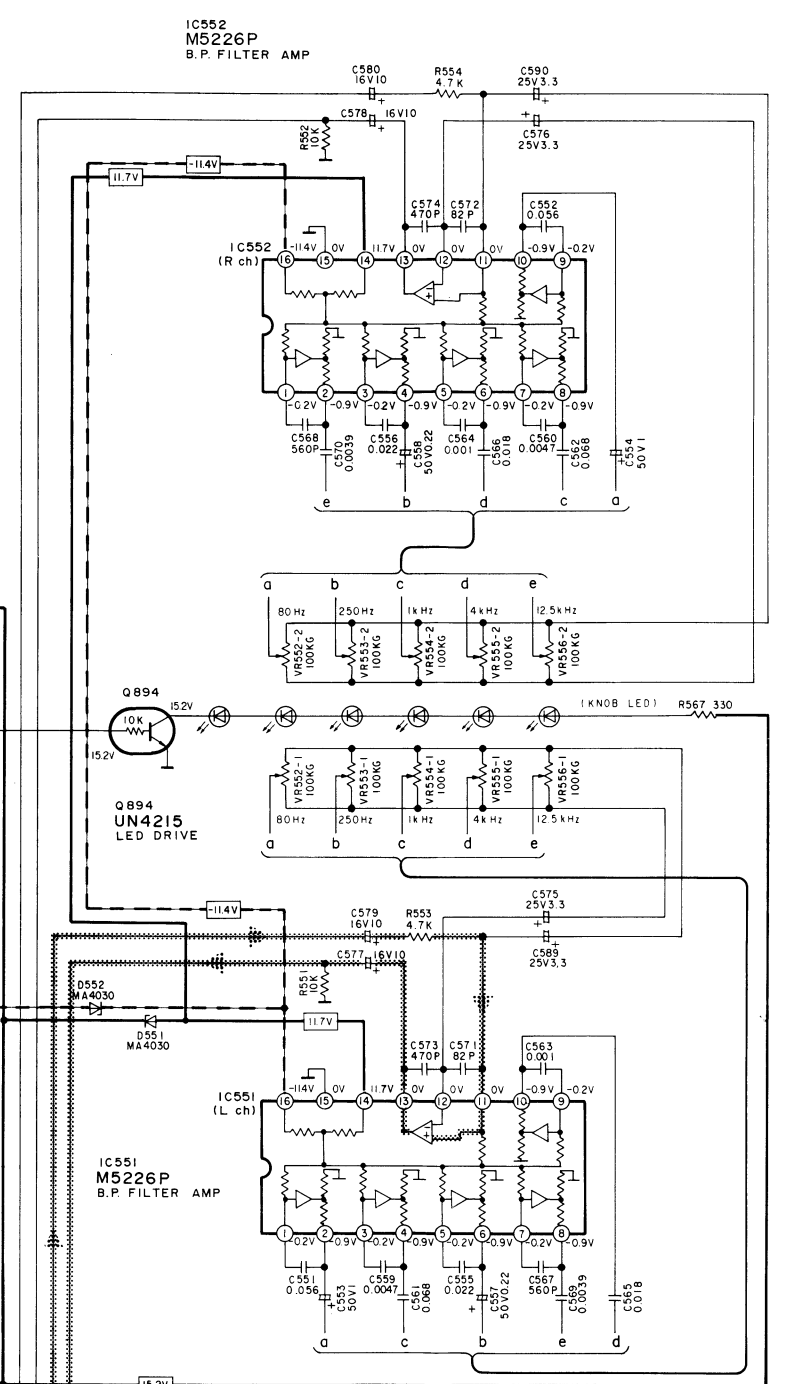 IC552
M5226P
B.P. FILTER AMP
C580
16V10
R554
4.7 K
C590
25V3.3
C578
16V10
C576
25V3.3
R552
10K
-11.4V
11.7V
C574
470P
C572
82P
C552
0.056
IC552
(R ch)
-11.4V
0V
11.7V
0V
0V
0V
-0.9V
-0.2V
16
15
14
13
12
11
10
9
1
2
3
4
5
6
7
8
-0.2V
-0.9V
-0.2V
-0.9V
-0.2V
-0.9V
-0.2V
-0.9V
C568
560P
C570
0.0039
C556
0.022
C558
50V0.22
C564
0.001
C566
0.018
C560
0.0047
C562
0.068
C554
50V1
e
b
d
c
a
a
b
c
d
e
80Hz
250Hz
1kHz
4kHz
12.5kHz
VR552-2
100KG
VR553-2
100KG
VR554-2
100KG
VR555-2
100KG
VR556-2
100KG
Q894
15.2V
10K
15.2V
(KNOB LED)
R567 330
VR552-1
100KG
VR553-1
100KG
VR554-1
100KG
VR555-1
100KG
VR556-1
100KG
Q894
UN4215
LED DRIVE
80Hz
250Hz
1kHz
4kHz
12.5kHz
a
b
c
d
e
-11.4V
C579
16V10
R553
4.7K
C575
25V3.3
C577
16V10
C589
25V3.3
R551
10K
D552
MA4030
D551
MA4030
11.7V
C573
470P
C571
82P
C563
0.001
IC551
(L ch)
-11.4V
0V
11.7V
0V
0V
0V
-0.9V
-0.2V
16
15
14
13
12
11
10
9
IC551
M5226P
B.P. FILTER AMP
1
2
3
4
5
6
7
8
-0.2V
-0.9V
-0.2V
-0.9V
-0.2V
-0.9V
-0.2V
-0.9V
C551
0.056
C553
50V1
C559
0.0047
C561
0.068
C555
0.022
C557
50V0.22
C567
560P
C569
0.0039
C565
0.018
a
c
b
e
d
15.2V